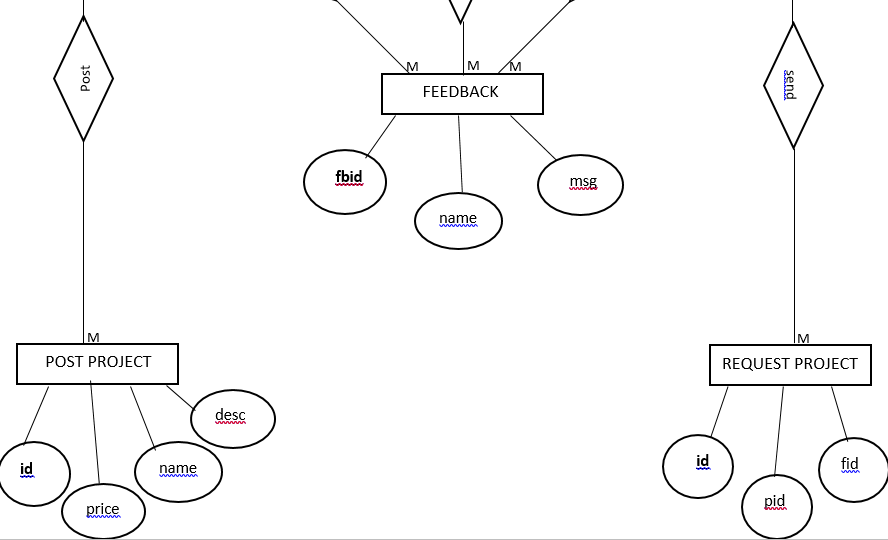 Post
send
M
M
M
FEEDBACK
fbid
name
msg
M
POST PROJECT
desc
id
name
price
M
REQUEST PROJECT
id
pid
fid